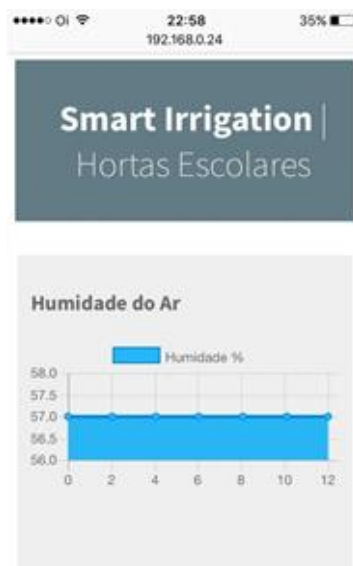 Oi 22:58 35%
192.168.0.24
Smart Irrigation |
Hortas Escolares
Humidade do Ar
Humidade %
58.0
57.5
57.0
56.5
56.0
0 2 4 6 8 10 12